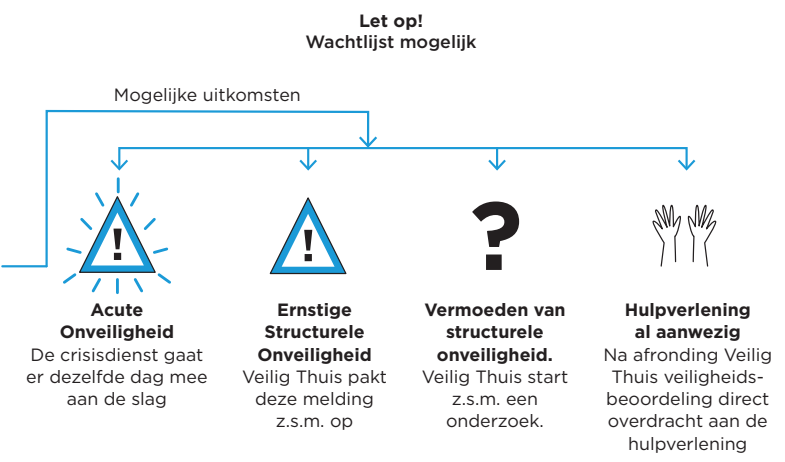 Let op!
Wachtlijst mogelijk
Mogelijke uitkomsten
!
Acute
Onveiligheid
De crisisdienst gaat
er dezelfde dag mee
aan de slag
!
Ernstige
Structurele
Onveiligheid
Veilig Thuis pakt
deze melding
z.s.m. op
?
Vermoeden van
structurele
onveiligheid.
Veilig Thuis start
z.s.m. een
onderzoek.
Hulpverlening
al aanwezig
Na afronding Veilig
Thuis veiligheids-
beoordeling direct
overdracht aan de
hulpverlening